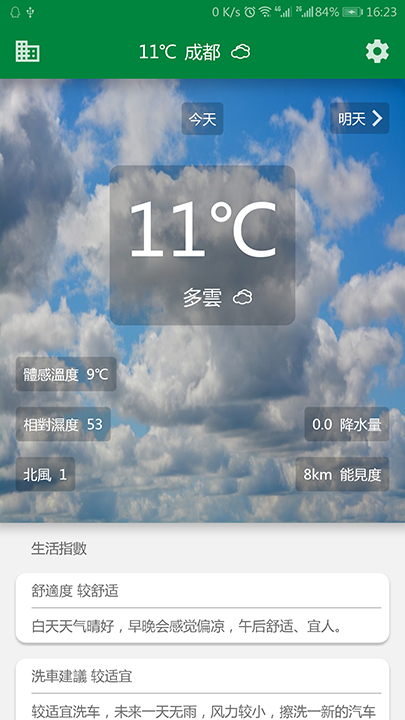 0 K/s 4G 2G 84% 16:23
11℃ 成都
今天 明天
11℃
多雲
體感溫度 9℃
相對濕度 53 0.0 降水量
北風 1 8km 能見度
生活指數
舒適度 较舒适
白天天气晴好，早晚会感觉偏凉，午后舒适、宜人。
洗車建議 较适宜
较适宜洗车，未来一天无雨，风力较小，擦洗一新的汽车